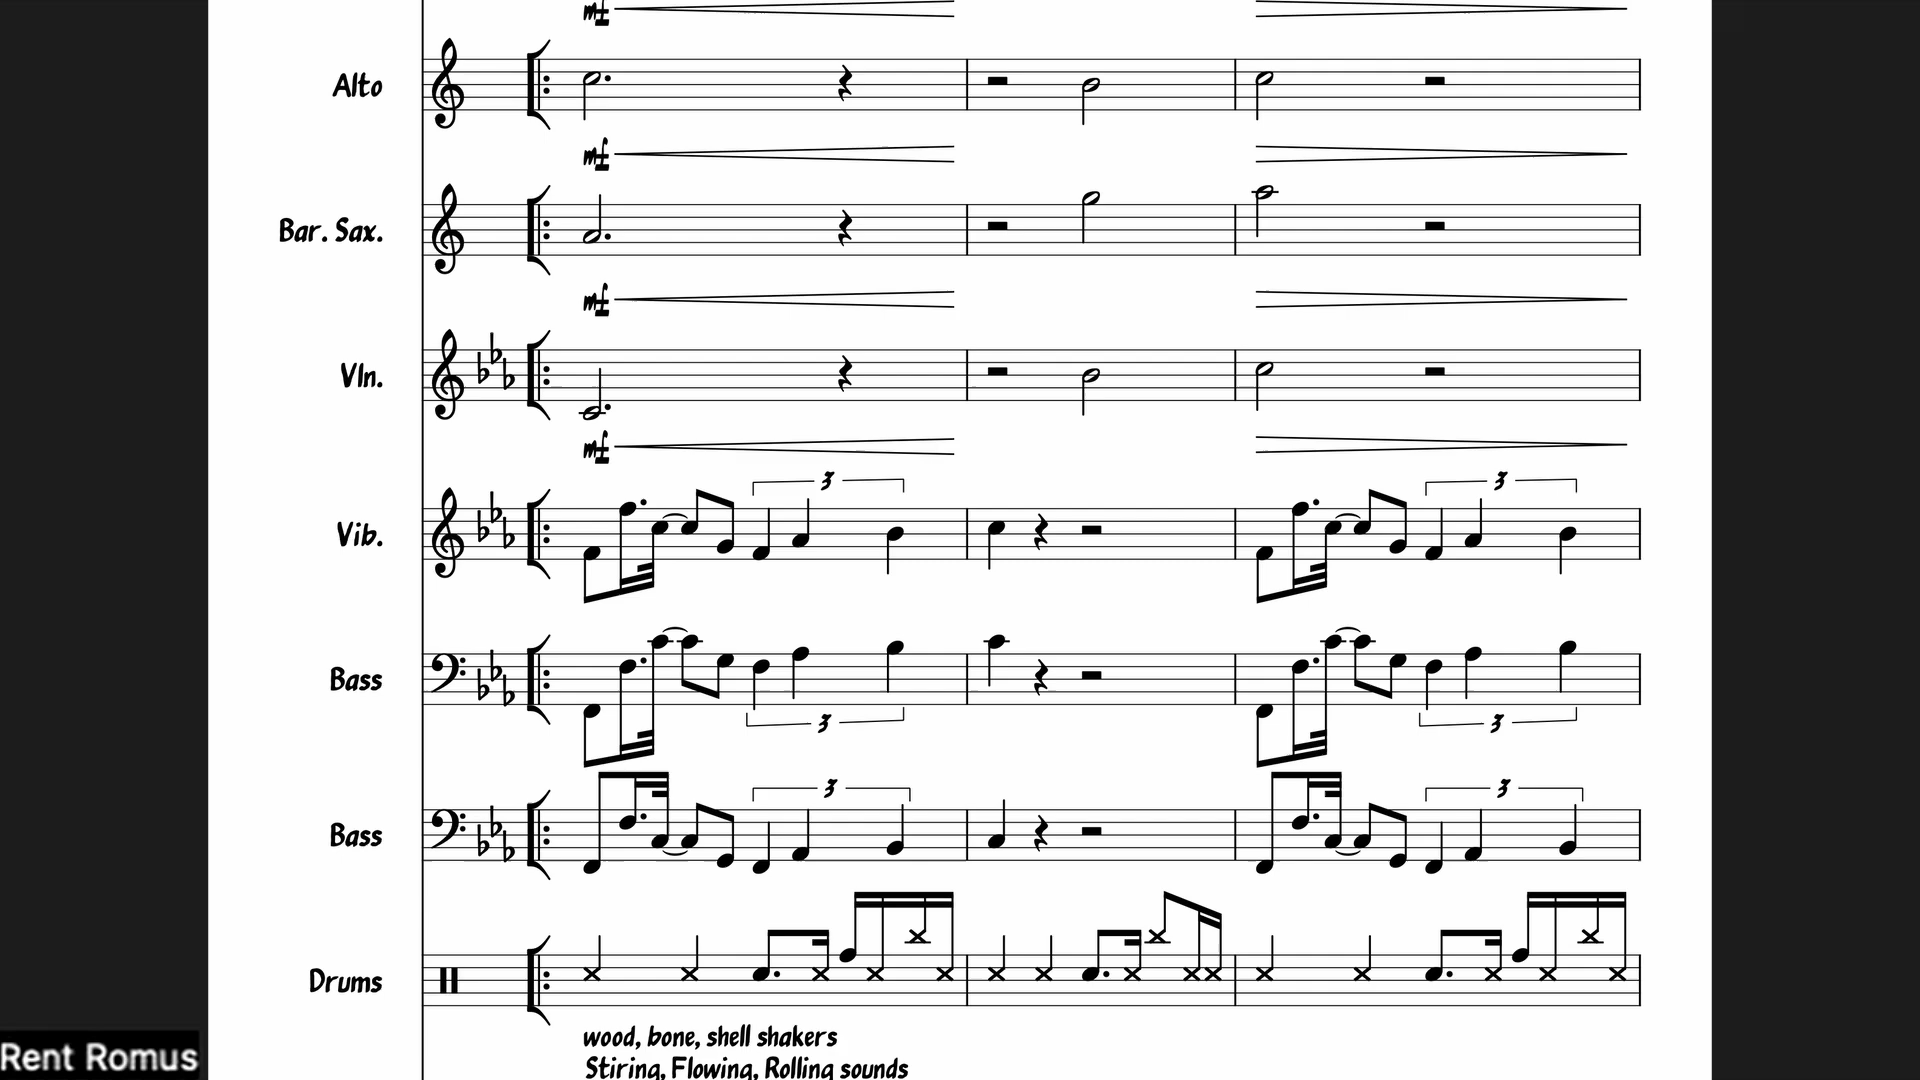 mf
Alto
mf
Bar. Sax.
mf
Vln.
mf
3 3
Vib.
Bass
3 3
3 3
Bass
Drums
wood, bone, shell shakers
Stiring, Flowing, Rolling sounds
Rent Romus